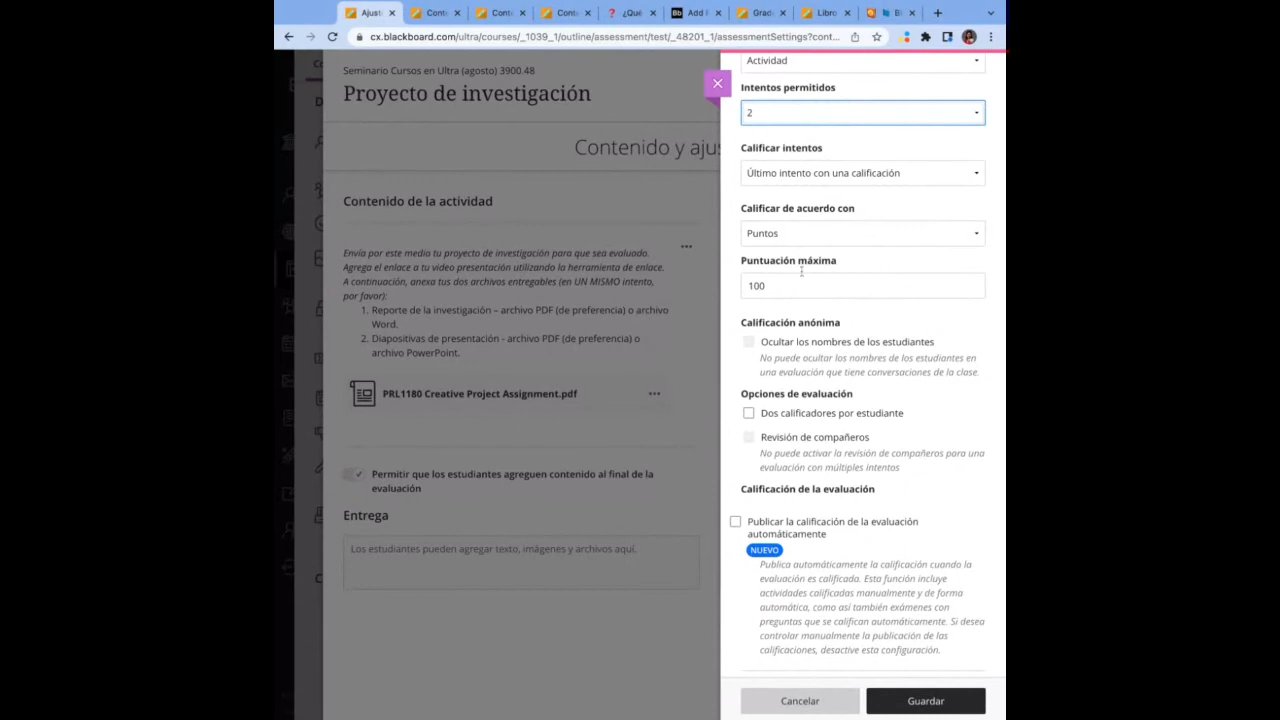 Ajust
Conte
Conte
Conte
¿Qué
Bb Add F
Grade
Libro
cx.blackboard.com/ultra/courses/_1039_1/outline/assessment/test/_48201_1/assessmentSettings?cont...
Seminario Cursos en Ultra (agosto) 3900.48
Proyecto de investigación
Contenido y ajus
Contenido de la actividad
Envía por este medio tu proyecto de investigación para que sea evaluado.
Agrega el enlace a tu video presentación utilizando la herramienta de enlace.
A continuación, anexa tus dos archivos entregables (en UN MISMO intento,
por favor):
1. Reporte de la investigación – archivo PDF (de preferencia) o archivo
Word.
2. Diapositivas de presentación - archivo PDF (de preferencia) o
archivo PowerPoint.
PRL1180 Creative Project Assignment.pdf
Permitir que los estudiantes agreguen contenido al final de la
evaluación
Entrega
Los estudiantes pueden agregar texto, imágenes y archivos aquí.
Actividad
Intentos permitidos
2
Calificar intentos
Último intento con una calificación
Calificar de acuerdo con
Puntos
Puntuación máxima
100
Calificación anónima
Ocultar los nombres de los estudiantes
No puede ocultar los nombres de los estudiantes en
una evaluación que tiene conversaciones de la clase.
Opciones de evaluación
Dos calificadores por estudiante
Revisión de compañeros
No puede activar la revisión de compañeros para una
evaluación con múltiples intentos
Calificación de la evaluación
Publicar la calificación de la evaluación
automáticamente
NUEVO
Publica automáticamente la calificación cuando la
evaluación es calificada. Esta función incluye
actividades calificadas manualmente y de forma
automática, como así también exámenes con
preguntas que se califican automáticamente. Si desea
controlar manualmente la publicación de las
calificaciones, desactive esta configuración.
Cancelar
Guardar